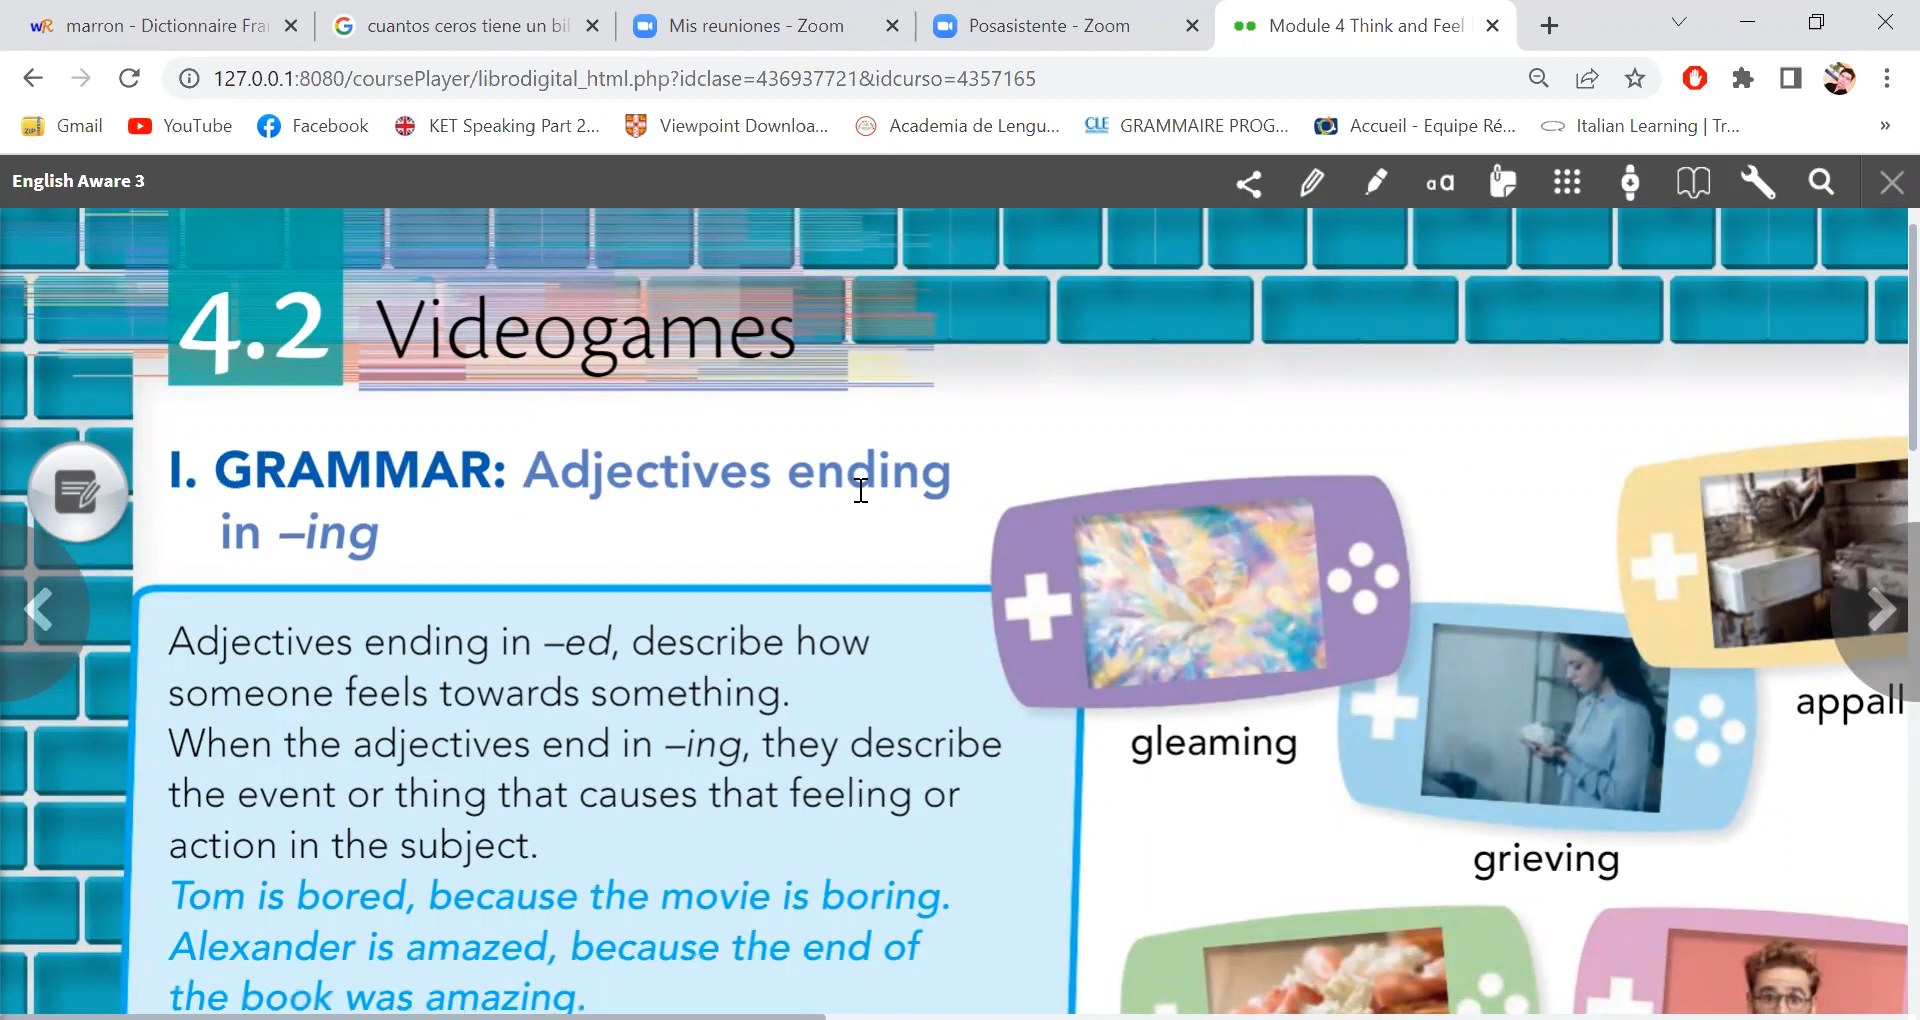 marron - Dictionnaire Fra
cuantos ceros tiene un bil
Mis reuniones - Zoom
Posasistente - Zoom
Module 4 Think and Feel
127.0.0.1:8080/coursePlayer/librodigital_html.php?idclase=436937721&idcurso=4357165
Gmail
YouTube
Facebook
KET Speaking Part 2...
Viewpoint Downloa...
CLE
Academia de Lengu...
GRAMMAIRE PROG...
Accueil - Equipe Ré...
Italian Learning | Tr...
»
English Aware 3
aa
4.2 Videogames
I. GRAMMAR: Adjectives ending
in –ing
Adjectives ending in –ed, describe how
someone feels towards something.
When the adjectives end in –ing, they describe
the event or thing that causes that feeling or
action in the subject.
Tom is bored, because the movie is boring.
Alexander is amazed, because the end of
the book was amazing.
gleaming
grieving
appall